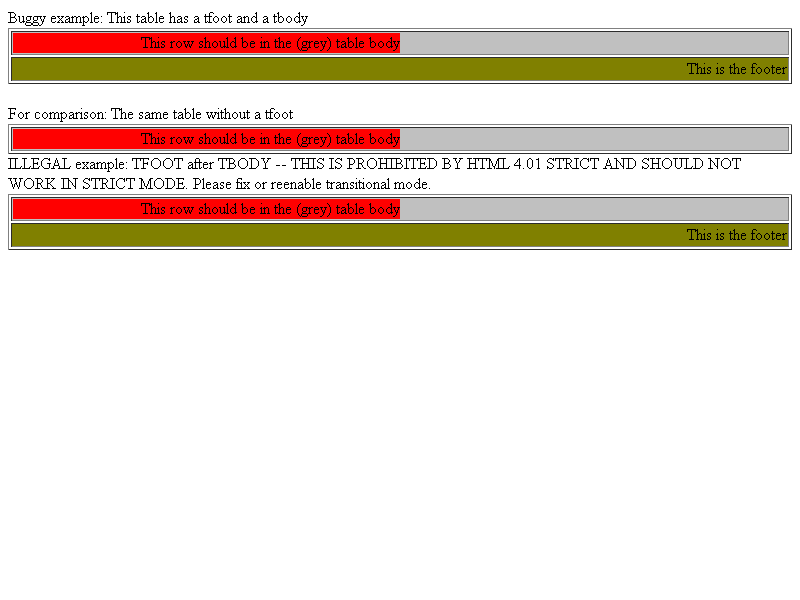 Buggy example: This table has a tfoot and a tbody
This row should be in the (grey) table body
This is the footer
For comparison: The same table without a tfoot
This row should be in the (grey) table body
ILLEGAL example: TFOOT after TBODY -- THIS IS PROHIBITED BY HTML 4.01 STRICT AND SHOULD NOT
WORK IN STRICT MODE. Please fix or reenable transitional mode.
This row should be in the (grey) table body
This is the footer